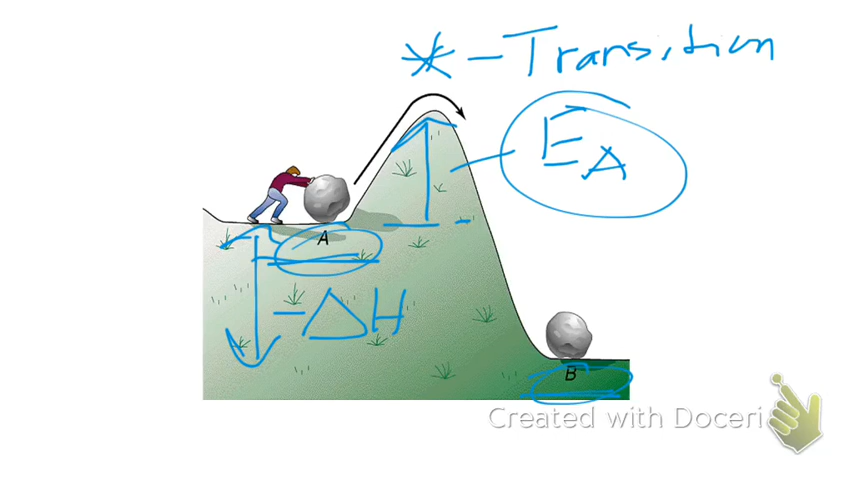 * - Transition
EA
A
-ΔH
B
Created with Doceri